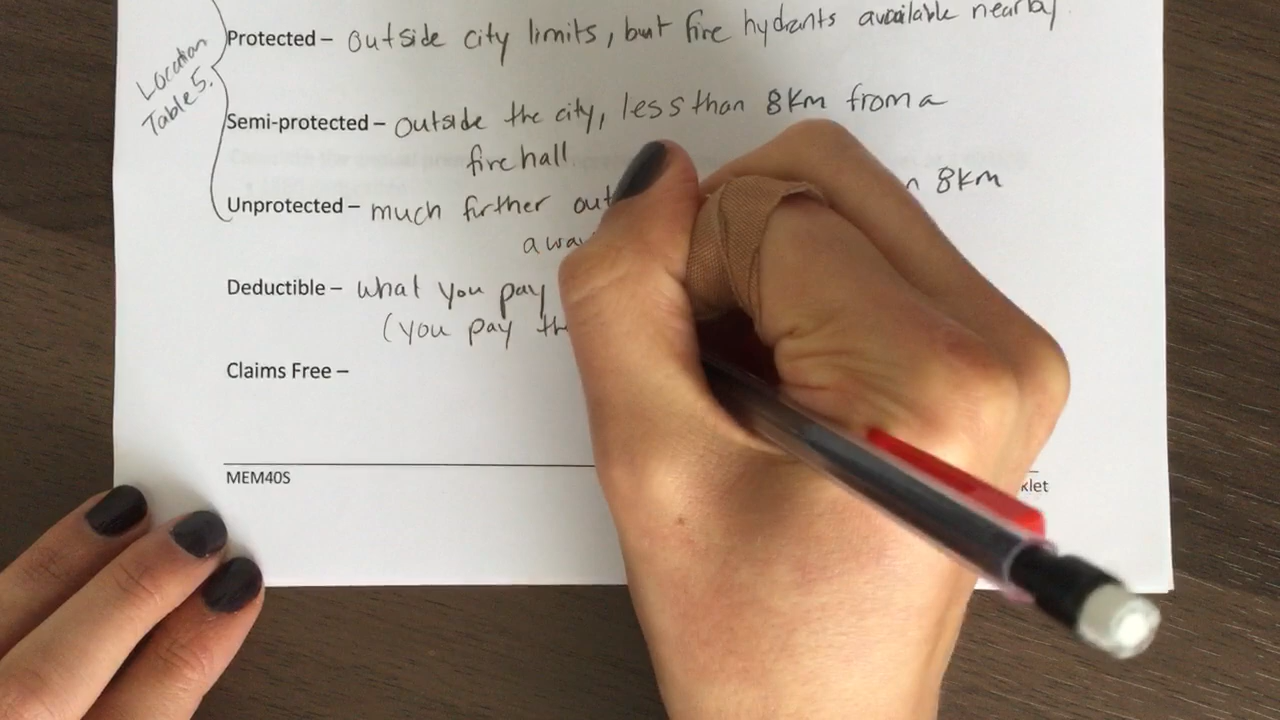 Location
Table 5.
Protected – outside city limits, but fire hydrants available nearby
Semi-protected – outside the city, less than 8Km from a
fire hall
Unprotected – much further out 8Km
away
Deductible – what you pay
(you pay
Claims Free –
MEM40S